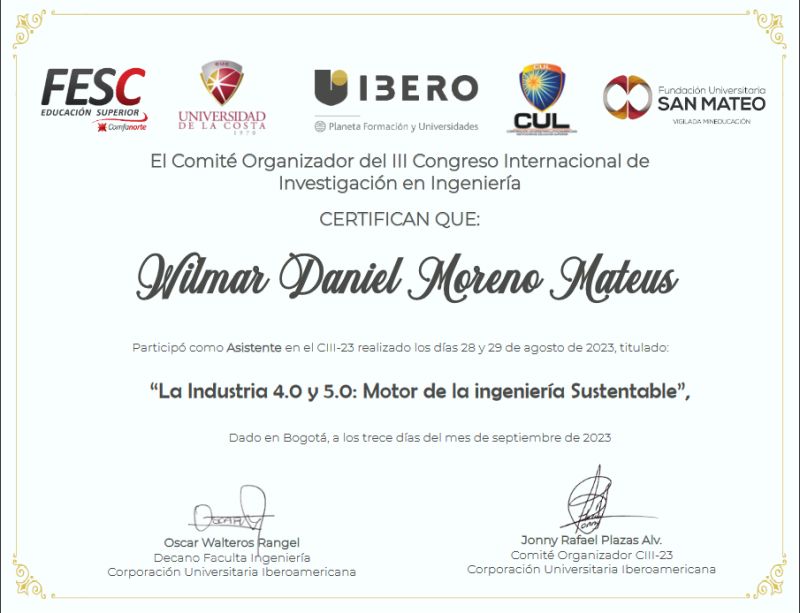 FESC
EDUCACIÓN SUPERIOR
Comfanorte
CUC
UNIVERSIDAD
DE LA COSTA
1970
IBERO
Planeta Formación y Universidades
CUL
Fundación Universitaria
SAN MATEO
VIGILADA MINEDUCACIÓN
El Comité Organizador del III Congreso Internacional de
Investigación en Ingeniería
CERTIFICAN QUE:
Wilmar Daniel Moreno Mateus
Participó como Asistente en el CIII-23 realizado los días 28 y 29 de agosto de 2023, titulado:
“La Industria 4.0 y 5.0: Motor de la ingeniería Sustentable”,
Dado en Bogotá, a los trece días del mes de septiembre de 2023
Oscar Walteros Rangel
Decano Faculta Ingeniería
Corporación Universitaria Iberoamericana
Jonny Rafael Plazas Alv.
Comité Organizador CIII-23
Corporación Universitaria Iberoamericana